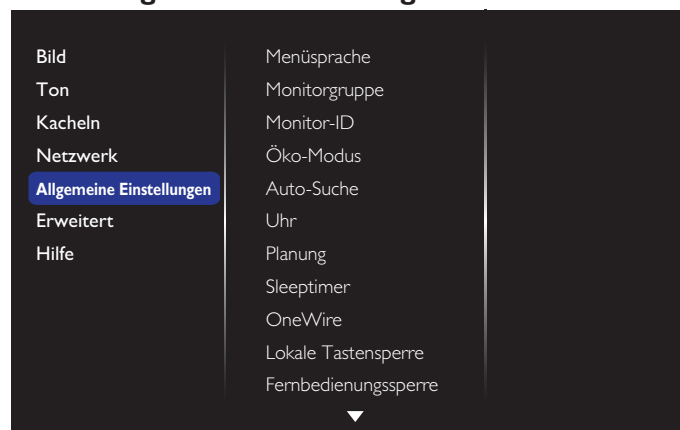 Bild
Ton
Kacheln
Netzwerk
Allgemeine Einstellungen
Erweitert
Hilfe
Menüsprache
Monitorgruppe
Monitor-ID
Öko-Modus
Auto-Suche
Uhr
Planung
Sleeptimer
OneWire
Lokale Tastensperre
Fernbedienungssperre